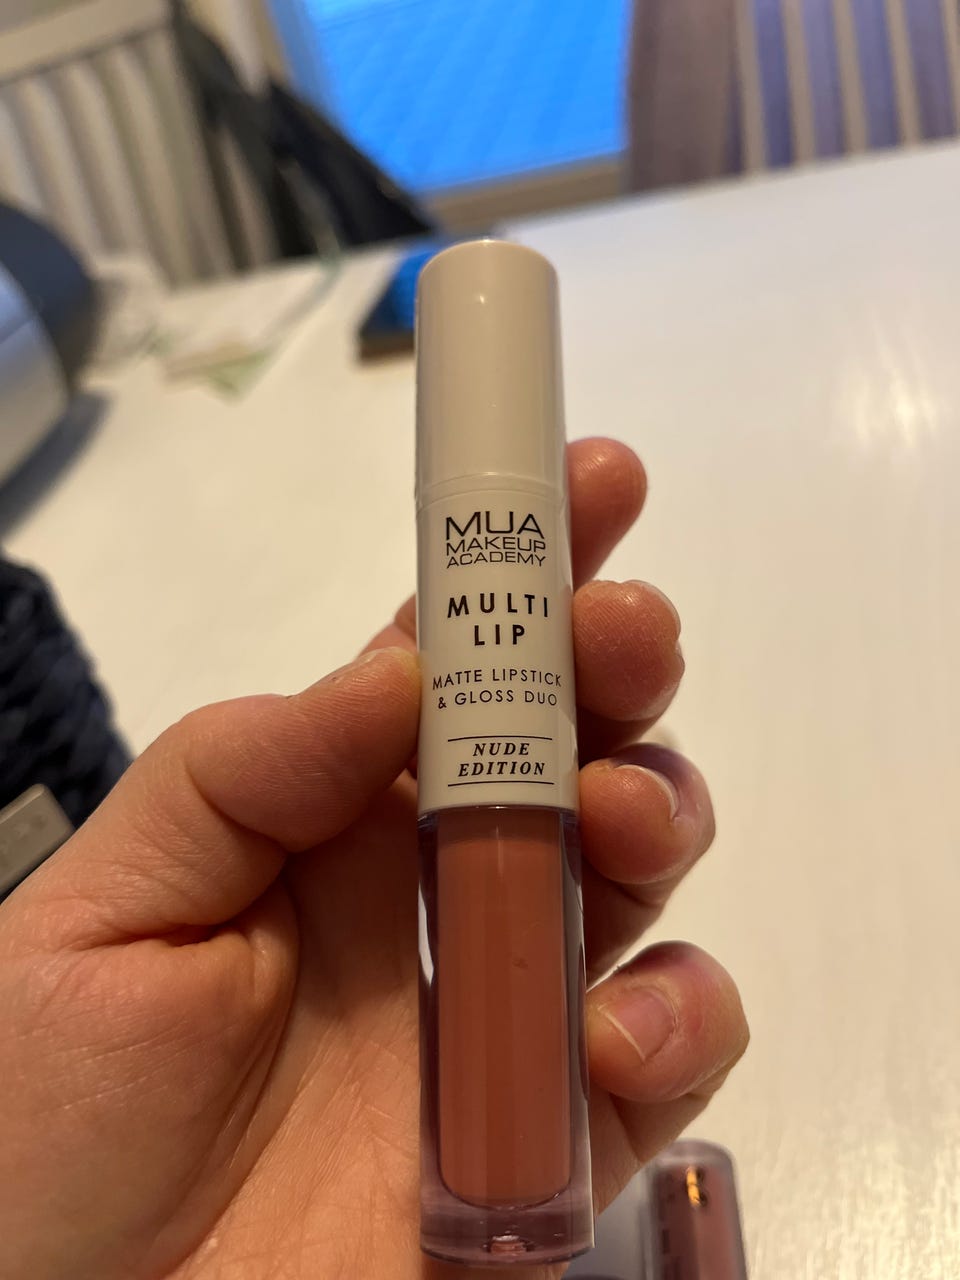 MUA
MAKEUP
ACADEMY
MULTI
LIP
MATTE LIPSTICK
& GLOSS DUO
NUDE
EDITION